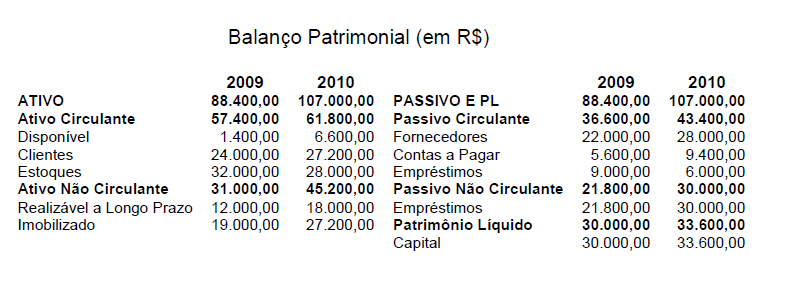 Balanço Patrimonial (em R$)
2009 2010 2009 2010
ATIVO 88.400,00 107.000,00 PASSIVO E PL 88.400,00 107.000,00
Ativo Circulante 57.400,00 61.800,00 Passivo Circulante 36.600,00 43.400,00
Disponível 1.400,00 6.600,00 Fornecedores 22.000,00 28.000,00
Clientes 24.000,00 27.200,00 Contas a Pagar 5.600,00 9.400,00
Estoques 32.000,00 28.000,00 Empréstimos 9.000,00 6.000,00
Ativo Não Circulante 31.000,00 45.200,00 Passivo Não Circulante 21.800,00 30.000,00
Realizável a Longo Prazo 12.000,00 18.000,00 Empréstimos 21.800,00 30.000,00
Imobilizado 19.000,00 27.200,00 Patrimônio Líquido 30.000,00 33.600,00
Capital 30.000,00 33.600,00